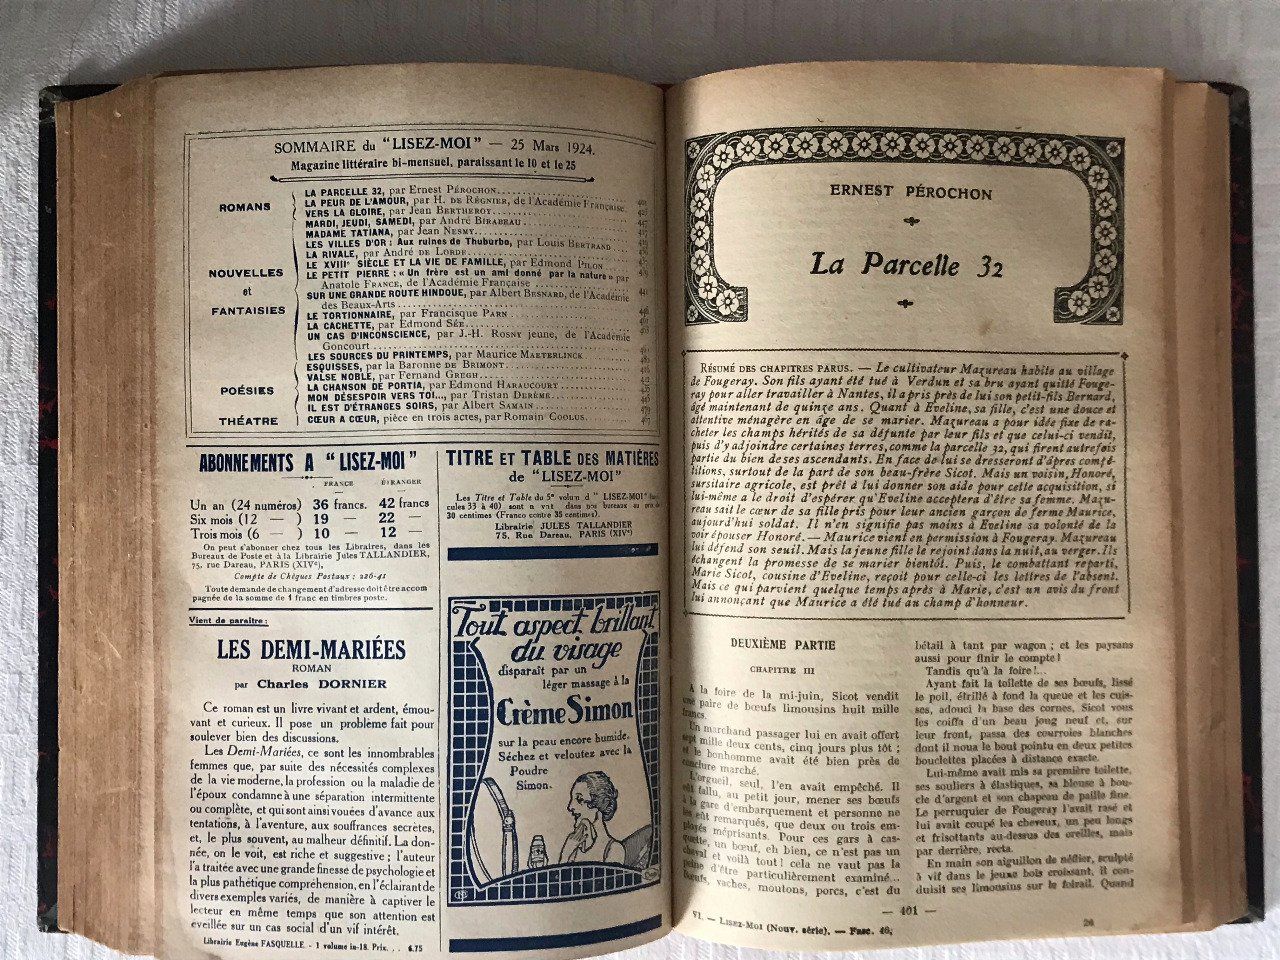 SOMMAIRE du "LISEZ-MOI" — 25 Mars 1924.
Magazine littéraire bi-mensuel, paraissant le 10 et le 25
ROMANS
LA PARCELLE 32, par Ernest PÉROCHON
LA PEUR DE L'AMOUR, par H. DE RÉGNIER, de l'Académie Française.
VERS LA GLOIRE, par Jean BERTHEROY
NOUVELLES
et
FANTAISIES
MARDI, JEUDI, SAMEDI, par André BIRABEAU
MADAME TATIANA, par Jean NESMY
LES VILLES D'OR : Aux ruines de Thuburbo, par Louis BERTRAND
LA RIVALE, par André DE LORDE
LE XVIIIe SIÈCLE ET LA VIE DE FAMILLE, par Edmond PILON
LE PETIT PIERRE : « Un frère est un ami donné par la nature » par
Anatole FRANCE, de l'Académie Française
SUR UNE GRANDE ROUTE HINDOUE, par Albert BESNARD, de l'Académie
des Beaux-Arts
LE TORTIONNAIRE, par Francisque PARN
LA CACHETTE, par Edmond SÉE
UN CAS D'INCONSCIENCE, par J.-H. ROSNY jeune, de l'Académie
Goncourt
LES SOURCES DU PRINTEMPS, par Maurice MAETERLINCK
POÉSIES
ESQUISSES, par la Baronne DE BRIMONT
VALSE NOBLE, par Fernand GREGH
LA CHANSON DE PORTIA, par Edmond HARAUCOURT
MON DÉSESPOIR VERS TOI..., par Tristan DERÈME
IL EST D'ÉTRANGES SOIRS, par Albert SAMAIN
THÉATRE
CŒUR A CŒUR, pièce en trois actes, par Romain COOLUS
ABONNEMENTS A "LISEZ-MOI"
FRANCE ÉTRANGER
Un an (24 numéros) 36 francs. 42 francs
Six mois (12 — ) 19 — 22 —
Trois mois (6 — ) 10 — 12 —
On peut s'abonner chez tous les Libraires, dans les
Bureaux de Poste et à la Librairie Jules TALLANDIER,
75, rue Dareau, PARIS (XIVe),
Compte de Chèques Postaux : 226-41
Toute demande de changement d'adresse doit être accom
pagnée de la somme de 1 franc en timbres poste.
Vient de paraître :
LES DEMI-MARIÉES
ROMAN
par Charles DORNIER
Ce roman est un livre vivant et ardent, émou-
vant et curieux. Il pose un problème fait pour
soulever bien des discussions.
Les Demi-Mariées, ce sont les innombrables
femmes que, par suite des nécessités complexes
de la vie moderne, la profession ou la maladie de
l'époux condamne à une séparation intermittente
ou complète, et qui sont ainsi vouées d'avance aux
tentations, à l'aventure, aux souffrances secrètes,
et, le plus souvent, au malheur définitif. La don-
née, on le voit, est riche et suggestive ; l'auteur
l'a traitée avec une grande finesse de psychologie et
la plus pathétique compréhension, en l'éclairant de
divers exemples variés, de manière à captiver le
lecteur en même temps que son attention est
éveillée sur un cas social d'un vif intérêt.
Librairie Eugène FASQUELLE. - 1 volume in-18. Prix. . . 6.75
TITRE ET TABLE DES MATIÈRES
de "LISEZ-MOI"
Les Titre et Table du 5e volum d "LISEZ-MOI"
cules 33 à 40) sont n vnt dans nos bureaux au prix de
30 centimes (Franco contre 35 centimes).
Librairie JULES TALLANDIER
75, Rue Dareau, PARIS (XIVe)
Tout aspect brillant
du visage
disparaît par un
léger massage à la
Crème Simon
sur la peau encore humide.
Séchez et veloutez avec la
Poudre
Simon.
ERNEST PÉROCHON
La Parcelle 32
RÉSUMÉ DES CHAPITRES PARUS. — Le cultivateur Mazureau habite au village
de Fougeray. Son fils ayant été tué à Verdun et sa bru ayant quitté Fouge-
ray pour aller travailler à Nantes, il a pris près de lui son petit-fils Bernard,
âgé maintenant de quinze ans. Quant à Eveline, sa fille, c'est une douce et
attentive ménagère en âge de se marier. Mazureau a pour idée fixe de ra-
cheter les champs hérités de sa défunte par leur fils et que celui-ci vendit,
puis d'y adjoindre certaines terres, comme la parcelle 32, qui firent autrefois
partie du bien de ses ascendants. En face de lui se dresseront d'âpres compé-
titions, surtout de la part de son beau-frère Sicot. Mais un voisin, Honoré,
sursitaire agricole, est prêt à lui donner son aide pour cette acquisition, si
lui-même a le droit d'espérer qu'Eveline acceptera d'être sa femme. Mazu-
reau sait le cœur de sa fille pris pour leur ancien garçon de ferme Maurice,
aujourd'hui soldat. Il n'en signifie pas moins à Eveline sa volonté de la
voir épouser Honoré. — Maurice vient en permission à Fougeray. Mazureau
lui défend son seuil. Mais la jeune fille le rejoint dans la nuit, au verger. Ils
échangent la promesse de se marier bientôt. Puis, le combattant reparti,
Marie Sicot, cousine d'Eveline, reçoit pour celle-ci les lettres de l'absent.
Mais ce qui parvient quelque temps après à Marie, c'est un avis du front
lui annonçant que Maurice a été tué au champ d'honneur.
DEUXIÈME PARTIE
CHAPITRE III
A la foire de la mi-juin, Sicot vendit
une paire de bœufs limousins huit mille
francs.
Un marchand passager lui en avait offert
sept mille deux cents, cinq jours plus tôt ;
et le bonhomme avait été bien près de
conclure marché.
L'orgueil, seul, l'en avait empêché. Il
eût fallu, au petit jour, mener ses bœufs
à la gare d'embarquement et personne ne
les eût remarqués, que deux ou trois em-
ployés méprisants. Pour ces gars à cas-
quette, un bœuf, eh bien, ce n'est pas un
cheval et voilà tout ! cela ne vaut pas la
peine d'être particulièrement examiné...
Bœufs, vaches, moutons, porcs, c'est du
bétail à tant par wagon ; et les paysans
aussi pour finir le compte !
Tandis qu'à la foire !...
Ayant fait la toilette de ses bœufs, lissé
le poil, étrillé à fond la queue et les cuis-
ses, adouci la base des cornes, Sicot vous
les coiffa d'un beau joug neuf et, sur
leur front, passa des courroies blanches
dont il noua le bout pointu en deux petites
bouclettes placées à distance exacte.
Lui-même avait mis sa première toilette,
ses souliers à élastiques, sa blouse à bou-
cle d'argent et son chapeau de paille fine.
Le perruquier de Fougeray l'avait rasé et
lui avait coupé les cheveux, un peu longs
et frisottants au-dessus des oreilles, mais
par derrière, recta.
En main son aiguillon de néflier, sculpté
à vif dans le jeune bois croissant, il con-
duisit ses limousins sur le foirail. Quand
— 401 —
VI. — LISEZ-MOI (Nouv. série). — Fasc. 46.
26